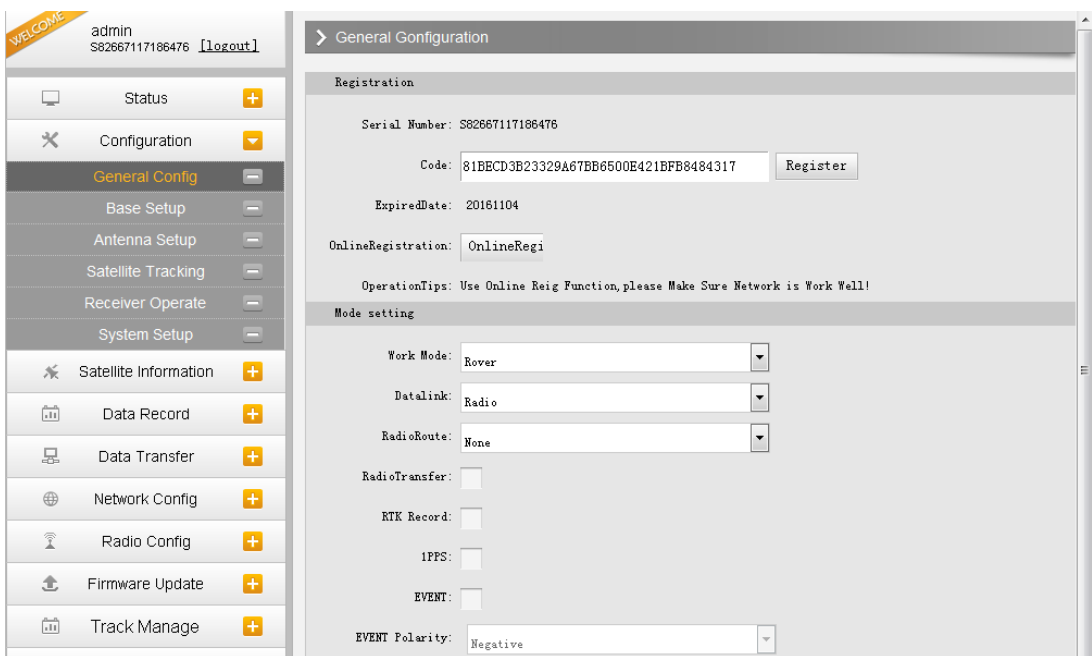 WELCOME
admin
S82667117186476 [logout]
Status
Configuration
General Config
Base Setup
Antenna Setup
Satellite Tracking
Receiver Operate
System Setup
Satellite Information
Data Record
Data Transfer
Network Config
Radio Config
Firmware Update
Track Manage
General Gonfiguration
Registration
Serial Number: S82667117186476
Code: 81BECD3B23329A67BB6500E421BFB8484317 Register
ExpiredDate: 20161104
OnlineRegistration: OnlineRegi
OperationTips: Use Online Reig Function,please Make Sure Network is Work Well!
Mode setting
Work Mode: Rover
Datalink: Radio
RadioRoute: None
RadioTransfer:
RTK Record:
1PPS:
EVENT:
EVENT Polarity: Negative